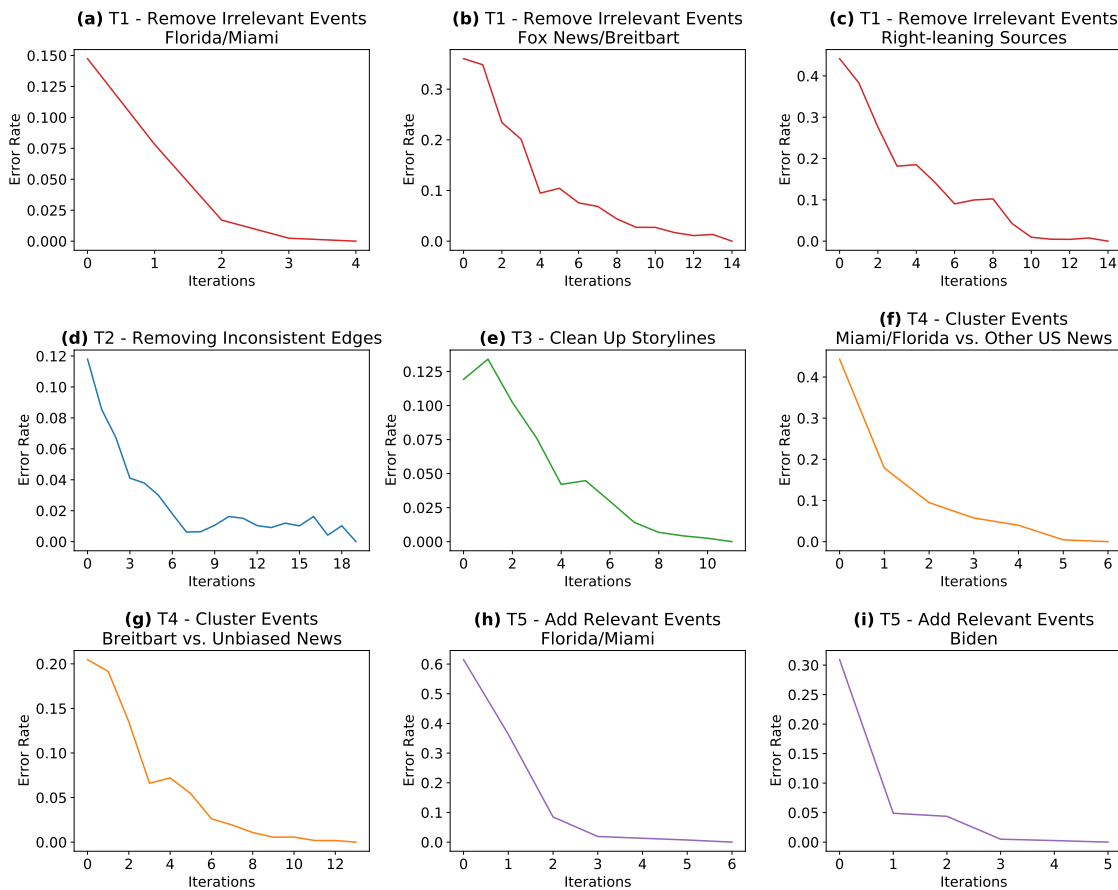 (a) T1 - Remove Irrelevant Events
Florida/Miami
Error Rate
0.150
0.125
0.100
0.075
0.050
0.025
0.000
0 1 2 3 4
Iterations
(b) T1 - Remove Irrelevant Events
Fox News/Breitbart
Error Rate
0.3
0.2
0.1
0.0
0 2 4 6 8 10 12 14
Iterations
(c) T1 - Remove Irrelevant Events
Right-leaning Sources
Error Rate
0.4
0.3
0.2
0.1
0.0
0 2 4 6 8 10 12 14
Iterations
(d) T2 - Removing Inconsistent Edges
Error Rate
0.12
0.10
0.08
0.06
0.04
0.02
0.00
0 3 6 9 12 15 18
Iterations
(e) T3 - Clean Up Storylines
Error Rate
0.125
0.100
0.075
0.050
0.025
0.000
0 2 4 6 8 10
Iterations
(f) T4 - Cluster Events
Miami/Florida vs. Other US News
Error Rate
0.4
0.3
0.2
0.1
0.0
0 1 2 3 4 5 6
Iterations
(g) T4 - Cluster Events
Breitbart vs. Unbiased News
Error Rate
0.20
0.15
0.10
0.05
0.00
0 2 4 6 8 10 12
Iterations
(h) T5 - Add Relevant Events
Florida/Miami
Error Rate
0.6
0.5
0.4
0.3
0.2
0.1
0.0
0 1 2 3 4 5 6
Iterations
(i) T5 - Add Relevant Events
Biden
Error Rate
0.30
0.25
0.20
0.15
0.10
0.05
0.00
0 1 2 3 4 5
Iterations